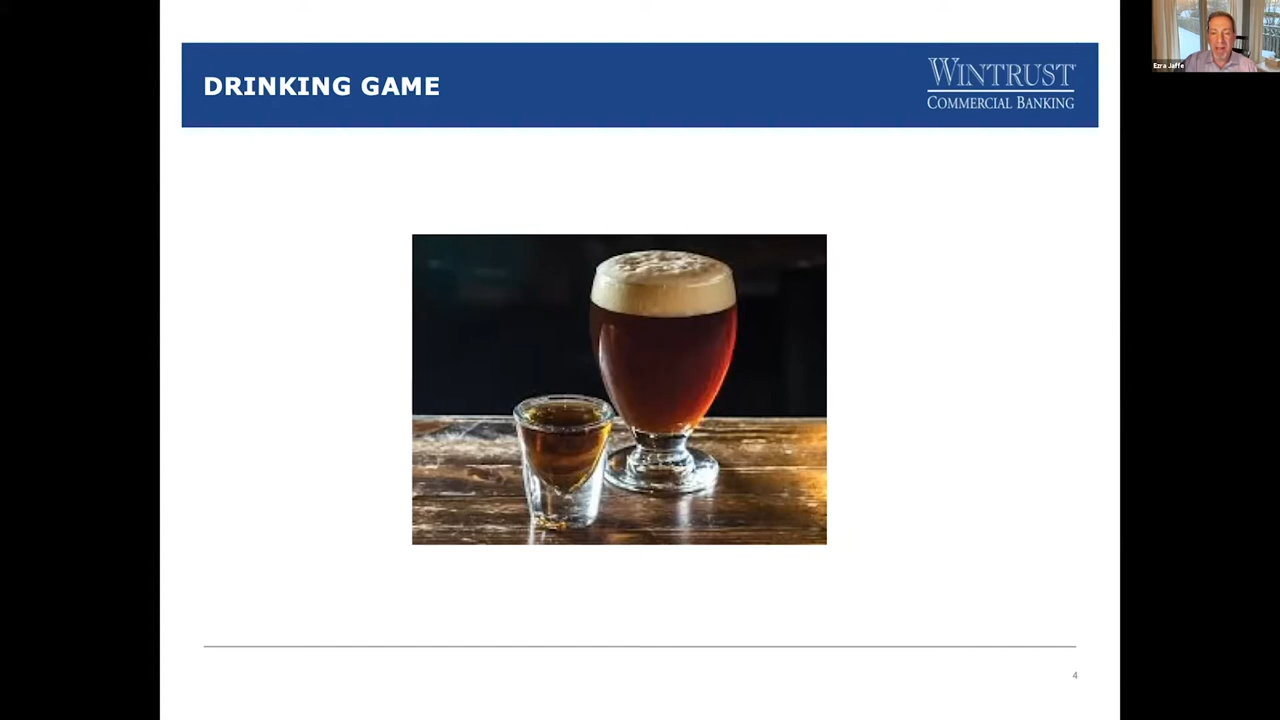 DRINKING GAME
WINTRUST
COMMERCIAL BANKING
Ezra Jaffe
4